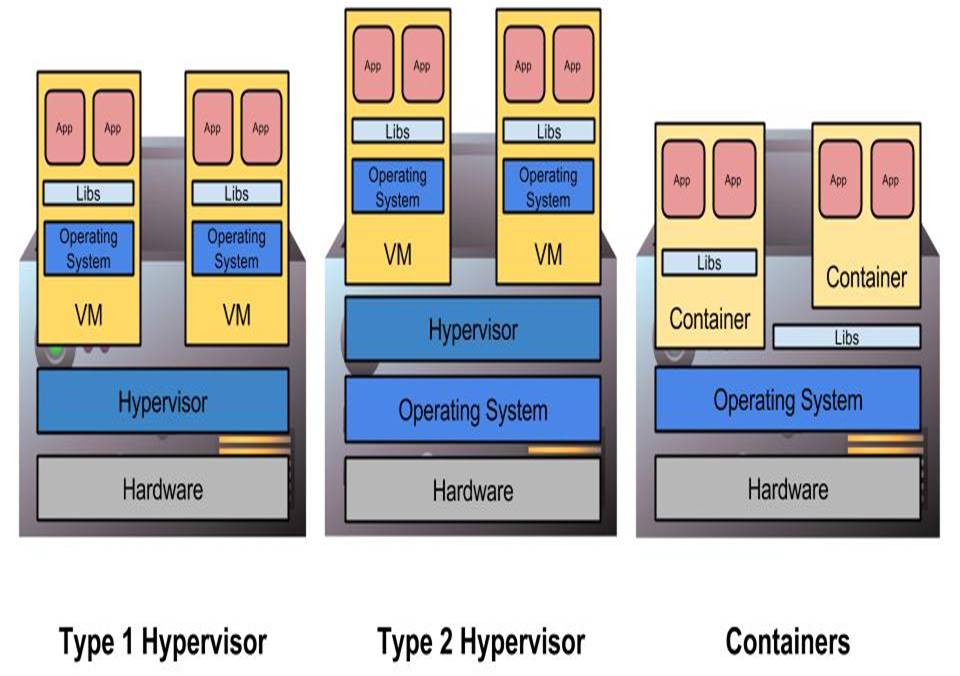 App App
Libs
Operating
System
VM
App App
Libs
Operating
System
VM
Hypervisor
Hardware
Type 1 Hypervisor
App App
Libs
Operating
System
VM
App App
Libs
Operating
System
VM
Hypervisor
Operating System
Hardware
Type 2 Hypervisor
App App
Libs
Container
App App
Container
Libs
Operating System
Hardware
Containers